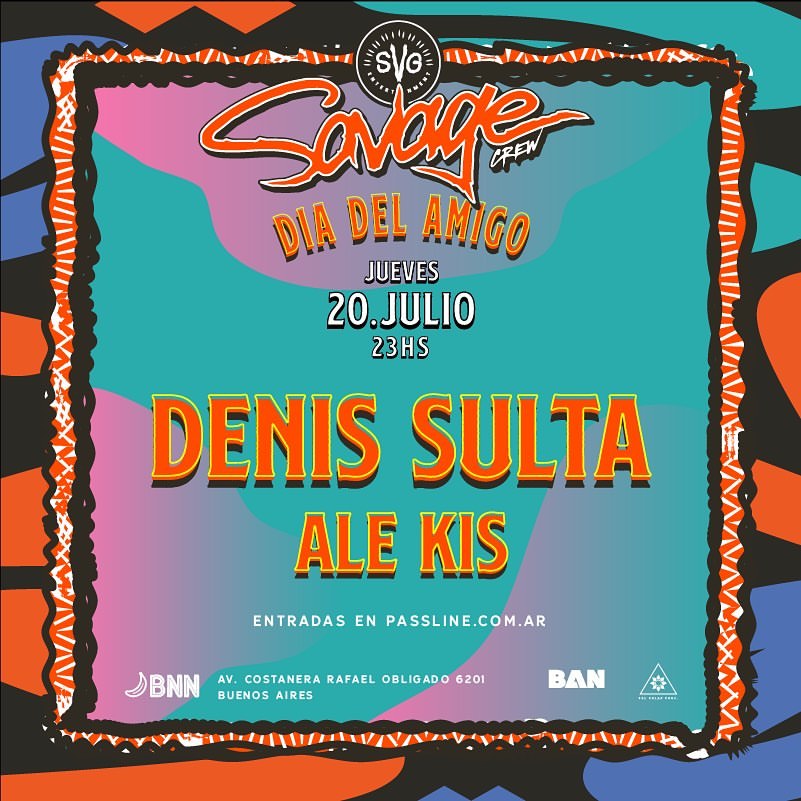 SVG
ENTERTAINMENT
Savage
CREW
DIA DEL AMIGO
JUEVES
20.JULIO
23HS
DENIS SULTA
ALE KIS
ENTRADAS EN PASSLINE.COM.AR
BNN
AV. COSTANERA RAFAEL OBLIGADO 6201
BUENOS AIRES
BAN